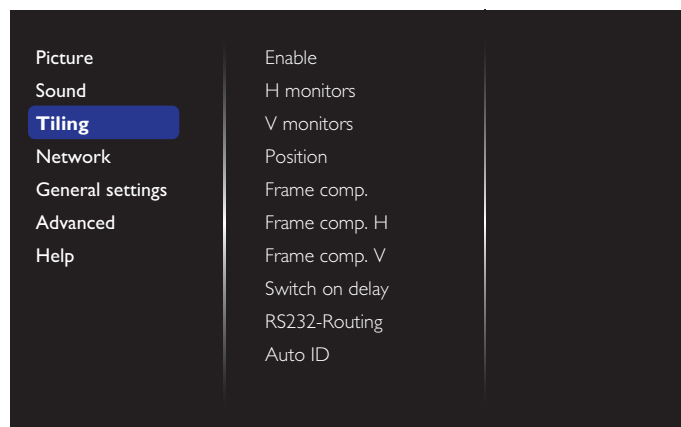 Picture
Sound
Tiling
Network
General settings
Advanced
Help
Enable
H monitors
V monitors
Position
Frame comp.
Frame comp. H
Frame comp. V
Switch on delay
RS232-Routing
Auto ID